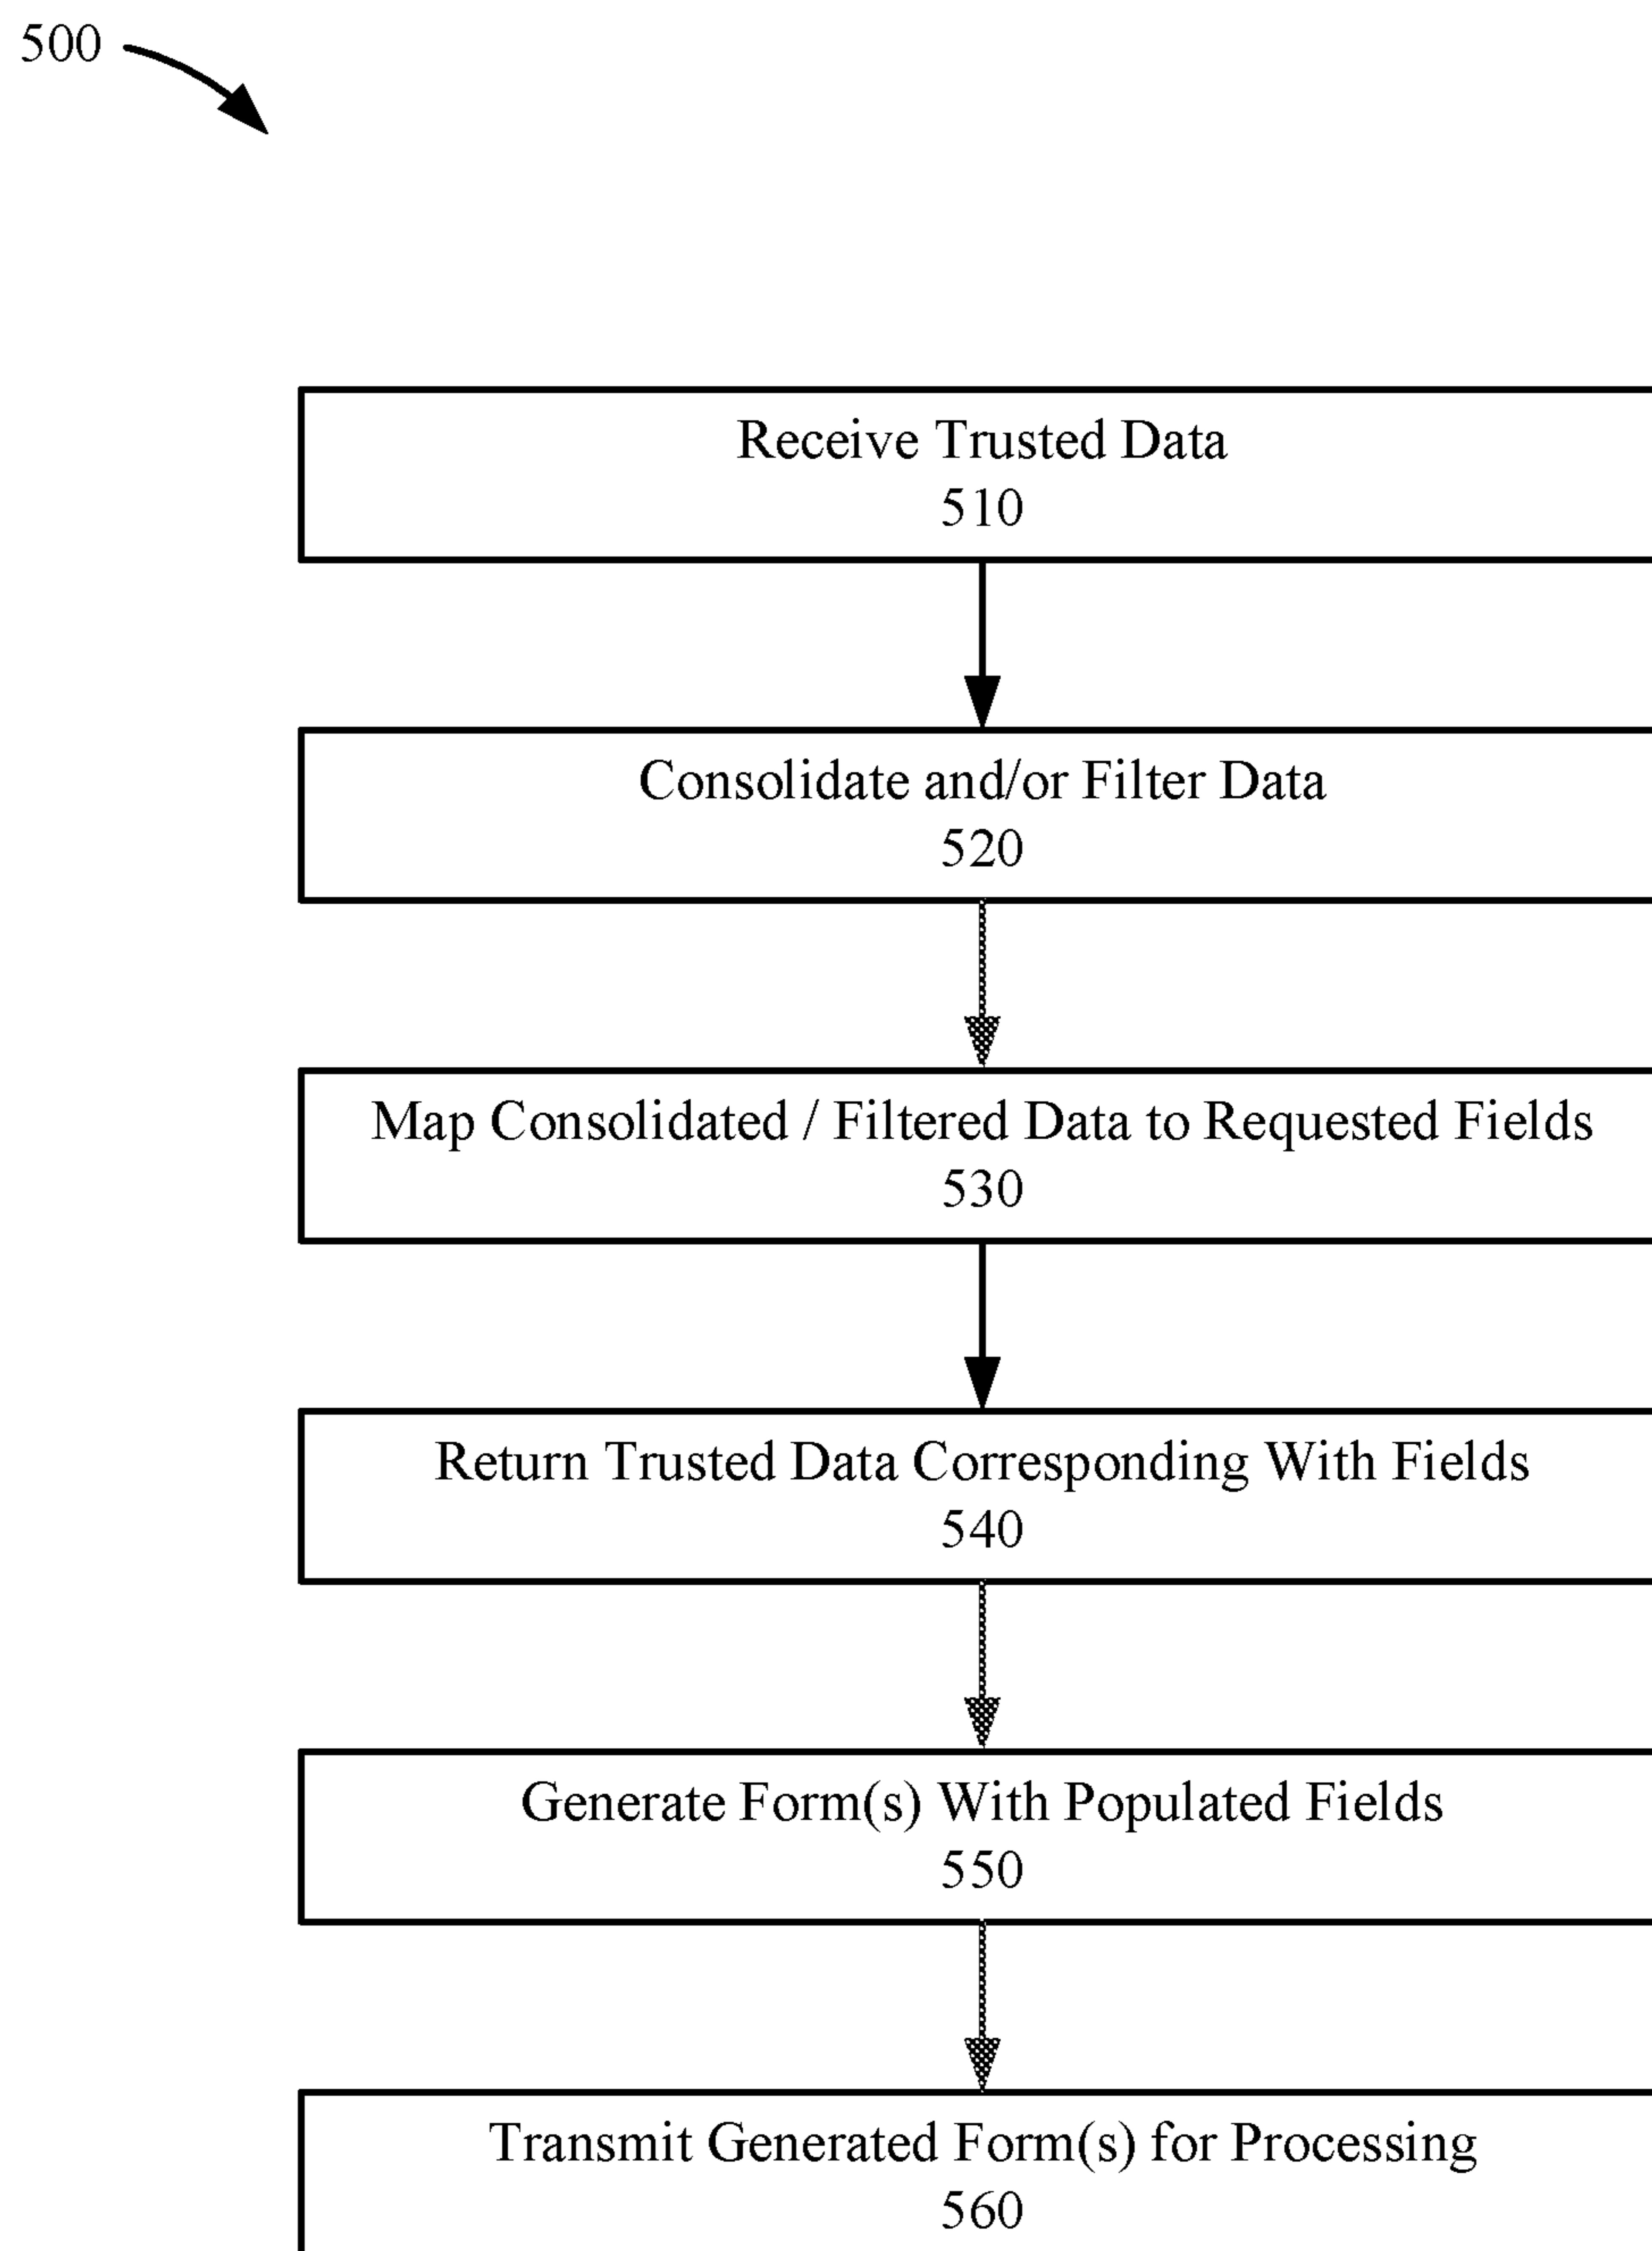 500
Receive Trusted Data
510
Consolidate and/or Filter Data
520
Map Consolidated / Filtered Data to Requested Fields
530
Return Trusted Data Corresponding With Fields
540
Generate Form(s) With Populated Fields
550
Transmit Generated Form(s) for Processing
560